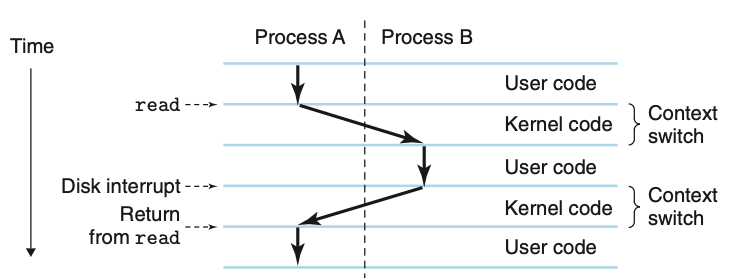 Process A
Process B
Time
User code
read
Kernel code
Context
switch
User code
Disk interrupt
Kernel code
Context
switch
Return
from read
User code